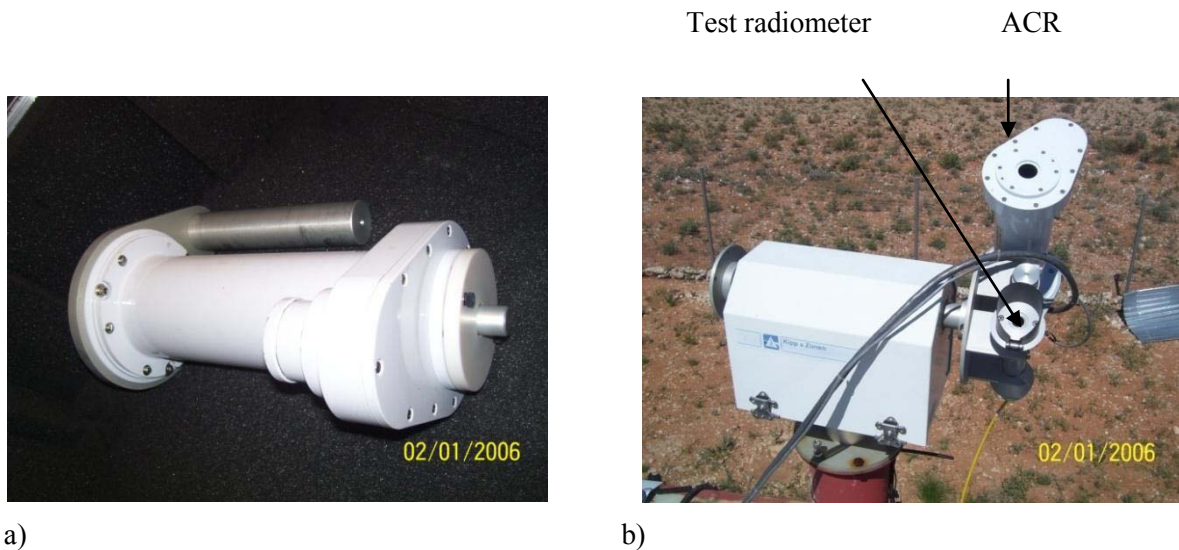 Test radiometer ACR
Kipp & Zonen
02/01/2006
02/01/2006
a) b)